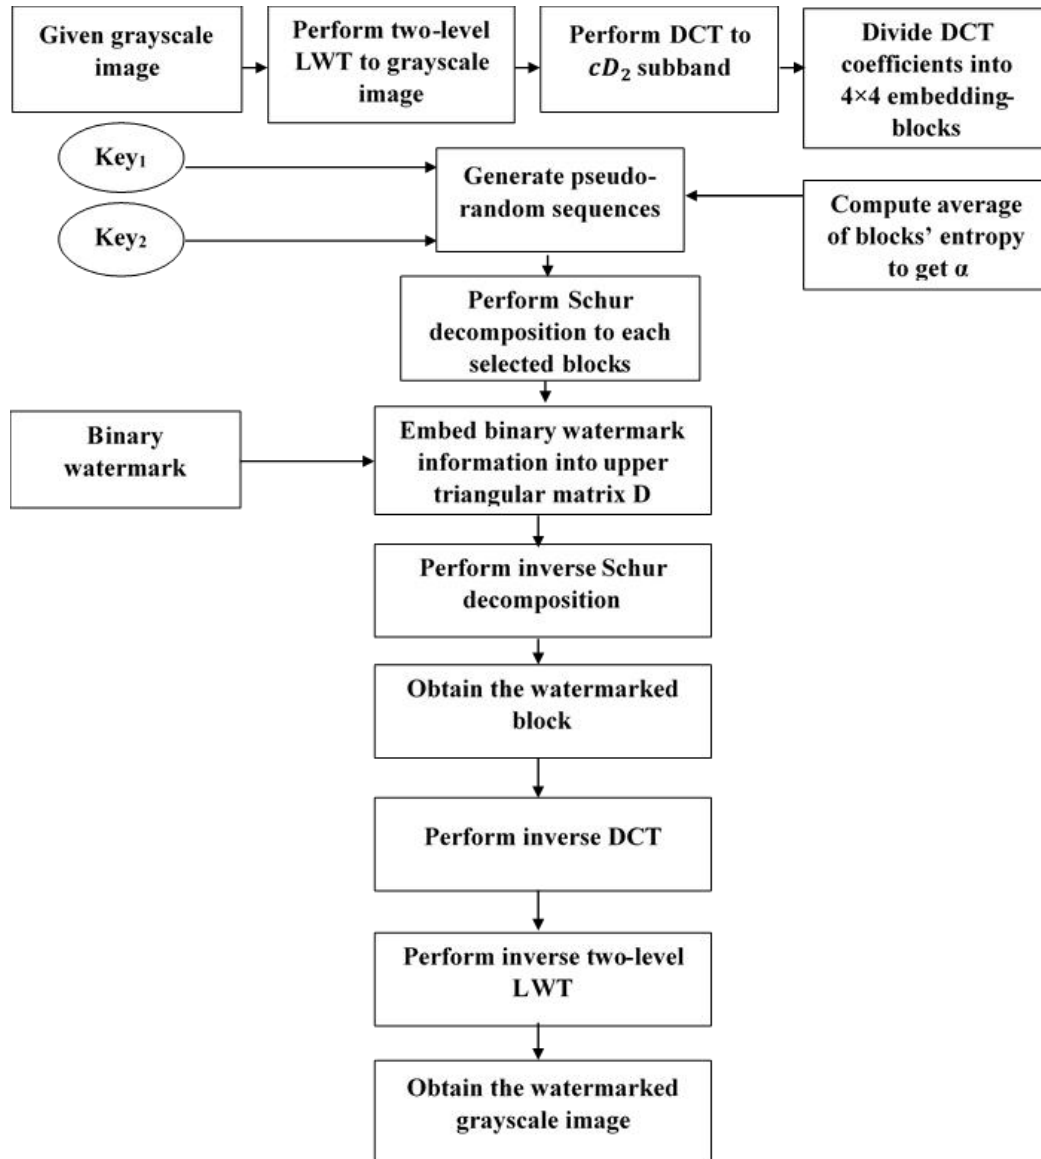 Given grayscale
image
Perform two-level
LWT to grayscale
image
Perform DCT to
cD₂ subband
Divide DCT
coefficients into
4×4 embedding-
blocks
Key₁
Key₂
Generate pseudo-
random sequences
Compute average
of blocks' entropy
to get α
Perform Schur
decomposition to each
selected blocks
Binary
watermark
Embed binary watermark
information into upper
triangular matrix D
Perform inverse Schur
decomposition
Obtain the watermarked
block
Perform inverse DCT
Perform inverse two-level
LWT
Obtain the watermarked
grayscale image